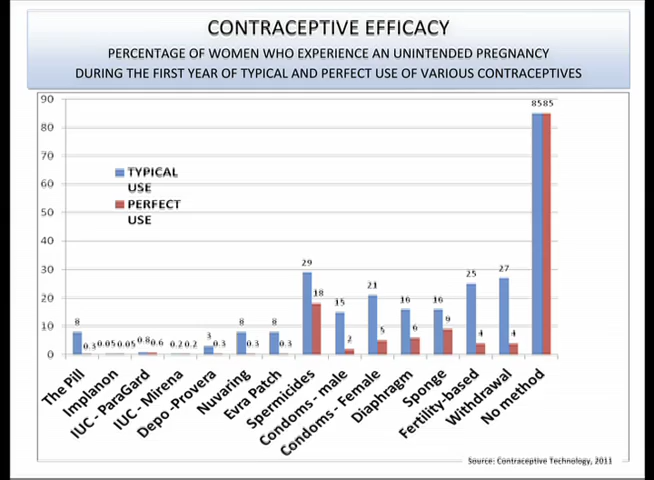 CONTRACEPTIVE EFFICACY
PERCENTAGE OF WOMEN WHO EXPERIENCE AN UNINTENDED PREGNANCY
DURING THE FIRST YEAR OF TYPICAL AND PERFECT USE OF VARIOUS CONTRACEPTIVES
90
80
70
60
50
40
30
20
10
0
TYPICAL
USE
PERFECT
USE
8 0.3 0.05 0.05 0.8 0.6 0.2 0.2 3 0.3 8 0.3 8 0.3 29 18 15 2 21 5 16 6 16 9 25 4 27 4 85 85
The Pill
Implanon
IUC - ParaGard
IUC - Mirena
Depo -Provera
Nuvaring
Evra Patch
Spermicides
Condoms - male
Condoms - Female
Diaphragm
Sponge
Fertility-based
Withdrawal
No method
Source: Contraceptive Technology, 2011